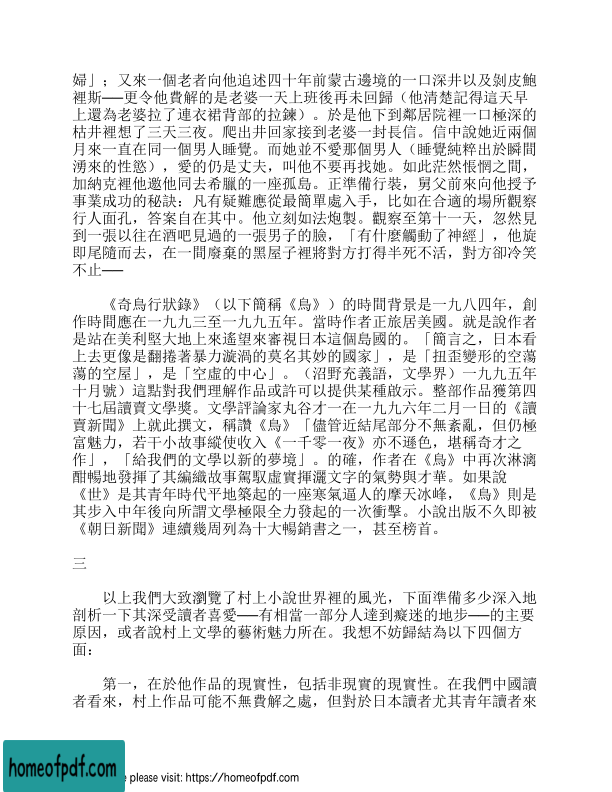 婦」；又來一個老者向他追述四十年前蒙古邊境的一口深井以及剝皮鮑
裡斯──更令他費解的是老婆一天上班後再未回歸（他清楚記得這天早
上還為老婆拉了連衣裙背部的拉鍊）。於是他下到鄰居院裡一口極深的
枯井裡想了三天三夜。爬出井回家接到老婆一封長信。信中說她近兩個
月來一直在同一個男人睡覺。而她並不愛那個男人（睡覺純粹出於瞬間
湧來的性慾），愛的仍是丈夫，叫他不要再找她。如此茫然悵惘之間，
加納克裡他邀他同去希臘的一座孤島。正準備行裝，舅父前來向他授予
事業成功的秘訣：凡有疑難應從最簡單處入手，比如在合適的場所觀察
行人面孔，答案自在其中。他立刻如法炮製。觀察至第十一天，忽然見
到一張以往在酒吧見過的一張男子的臉，「有什麼觸動了神經」，他旋
即尾隨而去，在一間廢棄的黑屋子裡將對方打得半死不活，對方卻冷笑
不止──
《奇鳥行狀錄》（以下簡稱《鳥》）的時間背景是一九八四年，創
作時間應在一九九三至一九九五年。當時作者正旅居美國。就是說作者
是站在美利堅大地上來遙望來審視日本這個島國的。「簡言之，日本看
上去更像是翻捲著暴力漩渦的莫名其妙的國家」，是「扭歪變形的空蕩
蕩的空屋」，是「空虛的中心」。（沼野充義語，文學界）一九九五年
十月號）這點對我們理解作品或許可以提供某種啟示。整部作品獲第四
十七屆讀賣文學獎。文學評論家丸谷才一在一九九六年二月一日的《讀
賣新聞》上就此撰文，稱讚《鳥》「儘管近結尾部分不無紊亂，但仍極
富魅力，若干小故事縱使收入《一千零一夜》亦不遜色，堪稱奇才之
作」，「給我們的文學以新的夢境」。的確，作者在《鳥》中再次淋漓
酣暢地發揮了其編織故事駕馭虛實揮灑文字的氣勢與才華。如果說
《世》是其青年時代平地築起的一座寒氣逼人的摩天冰峰，《鳥》則是
其步入中年後向所謂文學極限全力發起的一次衝擊。小說出版不久即被
《朝日新聞》連續幾周列為十大暢銷書之一，甚至榜首。
三
以上我們大致瀏覽了村上小說世界裡的風光，下面準備多少深入地
剖析一下其深受讀者喜愛──有相當一部分人達到癡迷的地步──的主要
原因，或者說村上文學的藝術魅力所在。我想不妨歸結為以下四個方
面：
第一，在於他作品的現實性，包括非現實的現實性。在我們中國讀
者看來，村上作品可能不無費解之處，但對於日本讀者尤其青年讀者來
homeofpdf.com
e please visit: https://homeofpdf.com